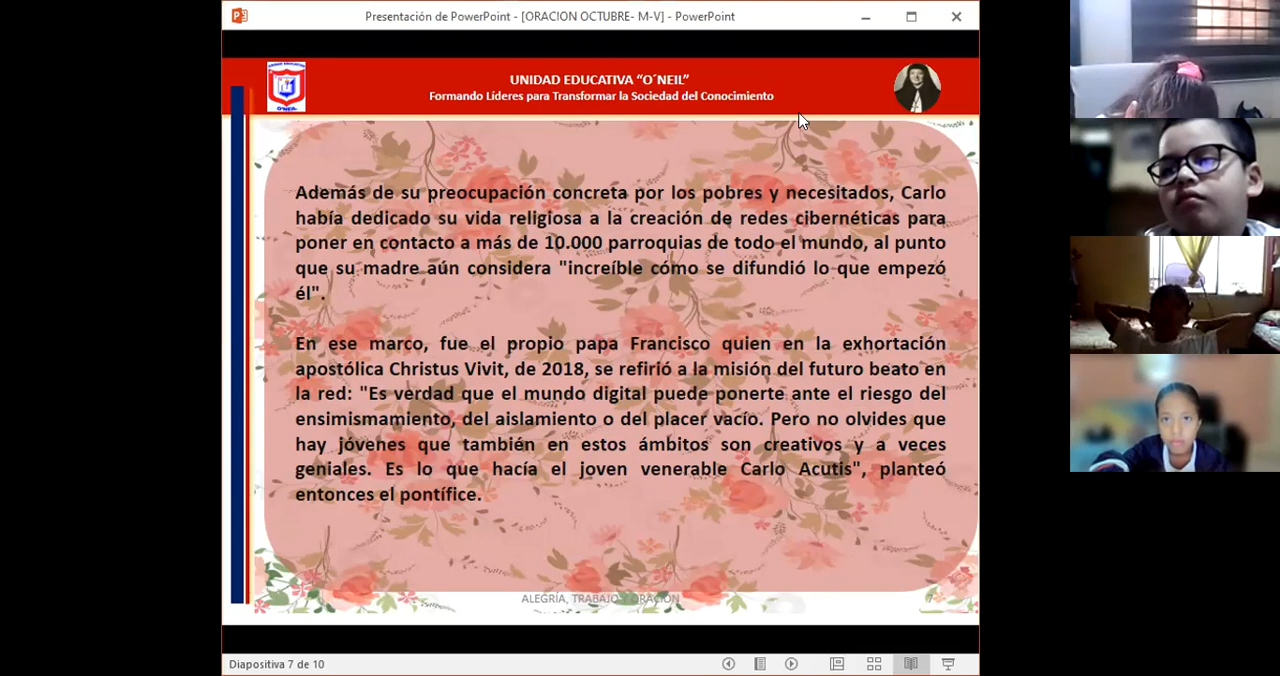 Presentación de PowerPoint - [ORACION OCTUBRE- M-V] - PowerPoint
UNIDAD EDUCATIVA "O´NEIL"
Formando Líderes para Transformar la Sociedad del Conocimiento
UNIDAD EDUCATIVA
O'NEIL
Además de su preocupación concreta por los pobres y necesitados, Carlo
había dedicado su vida religiosa a la creación de redes cibernéticas para
poner en contacto a más de 10.000 parroquias de todo el mundo, al punto
que su madre aún considera "increíble cómo se difundió lo que empezó
él".
En ese marco, fue el propio papa Francisco quien en la exhortación
apostólica Christus Vivit, de 2018, se refirió a la misión del futuro beato en
la red: "Es verdad que el mundo digital puede ponerte ante el riesgo del
ensimismamiento, del aislamiento o del placer vacío. Pero no olvides que
hay jóvenes que también en estos ámbitos son creativos y a veces
geniales. Es lo que hacía el joven venerable Carlo Acutis", planteó
entonces el pontífice.
ALEGRÍA, TRABAJO Y ORACIÓN
7
Diapositiva 7 de 10